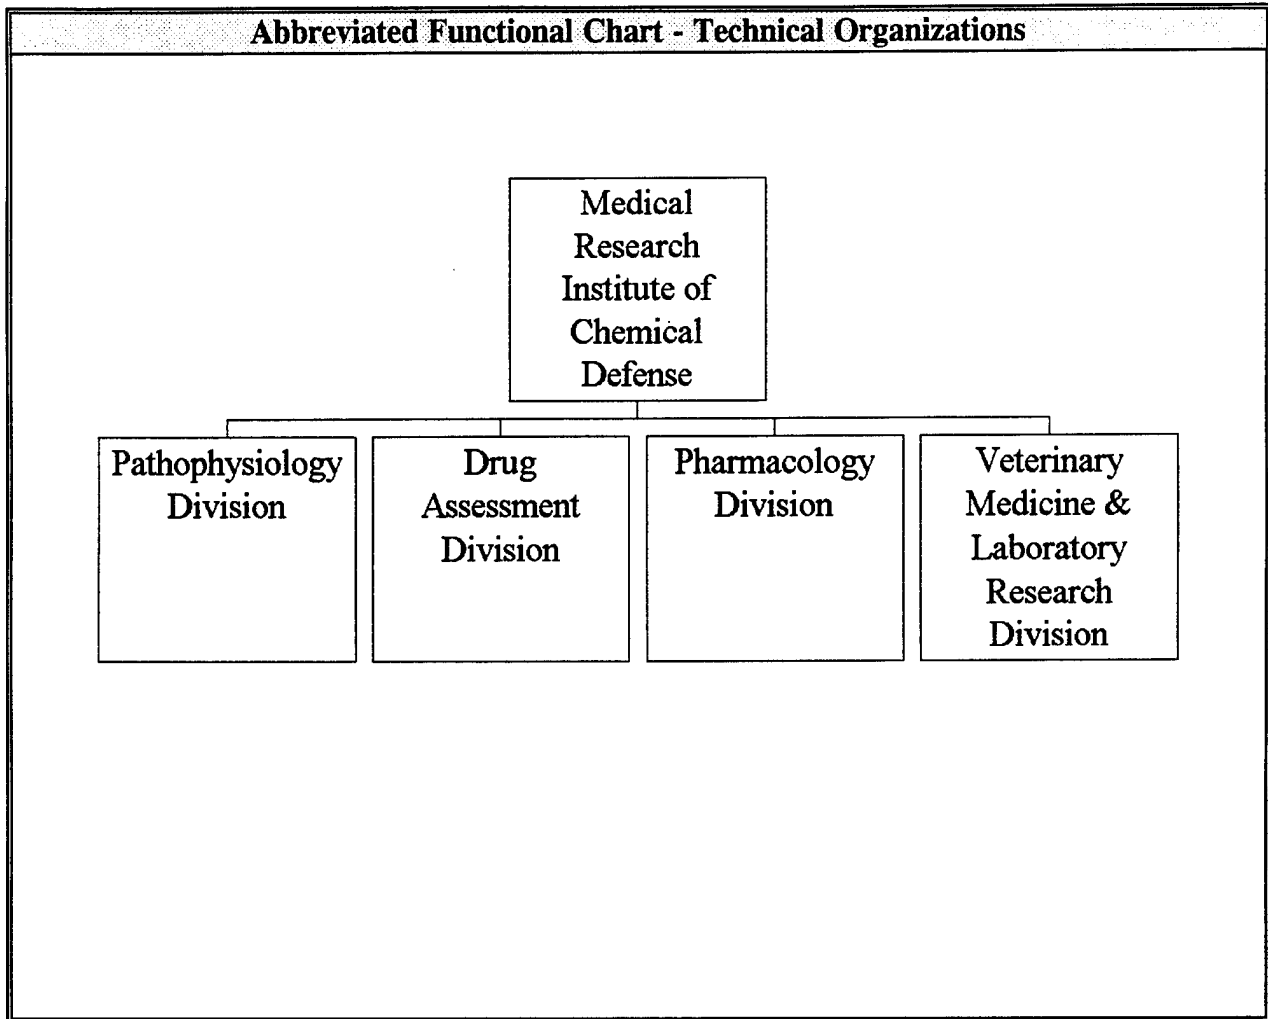 Abbreviated Functional Chart - Technical Organizations
Medical
Research
Institute of
Chemical
Defense
Pathophysiology
Division
Drug
Assessment
Division
Pharmacology
Division
Veterinary
Medicine &
Laboratory
Research
Division